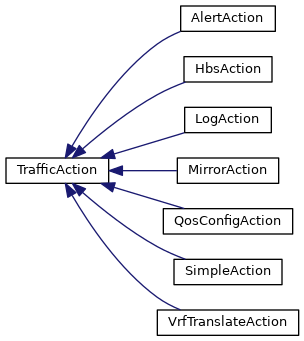 AlertAction
HbsAction
LogAction
TrafficAction
MirrorAction
QosConfigAction
SimpleAction
VrfTranslateAction